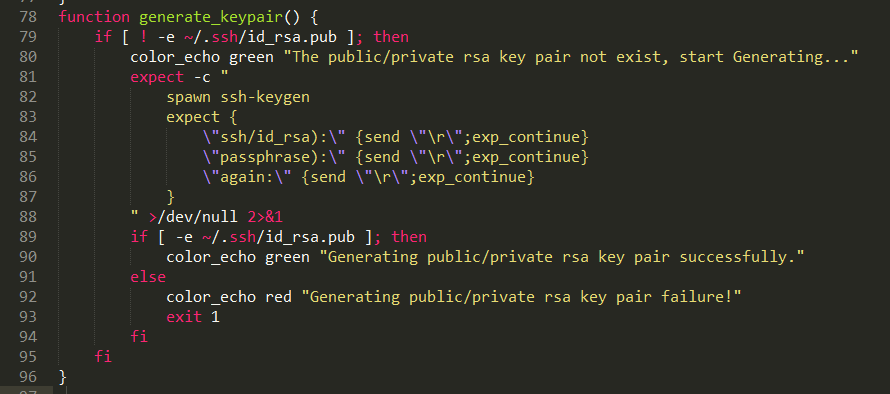 78 function generate_keypair() {
79     if [ ! -e ~/.ssh/id_rsa.pub ]; then
80         color_echo green "The public/private rsa key pair not exist, start Generating..."
81         expect -c "
82             spawn ssh-keygen
83             expect {
84                 \"ssh/id_rsa):\" {send \"\r\";exp_continue}
85                 \"passphrase):\" {send \"\r\";exp_continue}
86                 \"again:\" {send \"\r\";exp_continue}
87             }
88         " >/dev/null 2>&1
89         if [ -e ~/.ssh/id_rsa.pub ]; then
90             color_echo green "Generating public/private rsa key pair successfully."
91         else
92             color_echo red "Generating public/private rsa key pair failure!"
93             exit 1
94         fi
95     fi
96 }